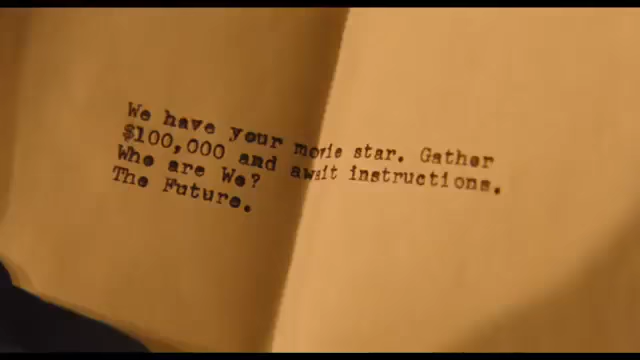 We have your movie star. Gather
$100,000 and await instructions.
Who are We?
The Future.